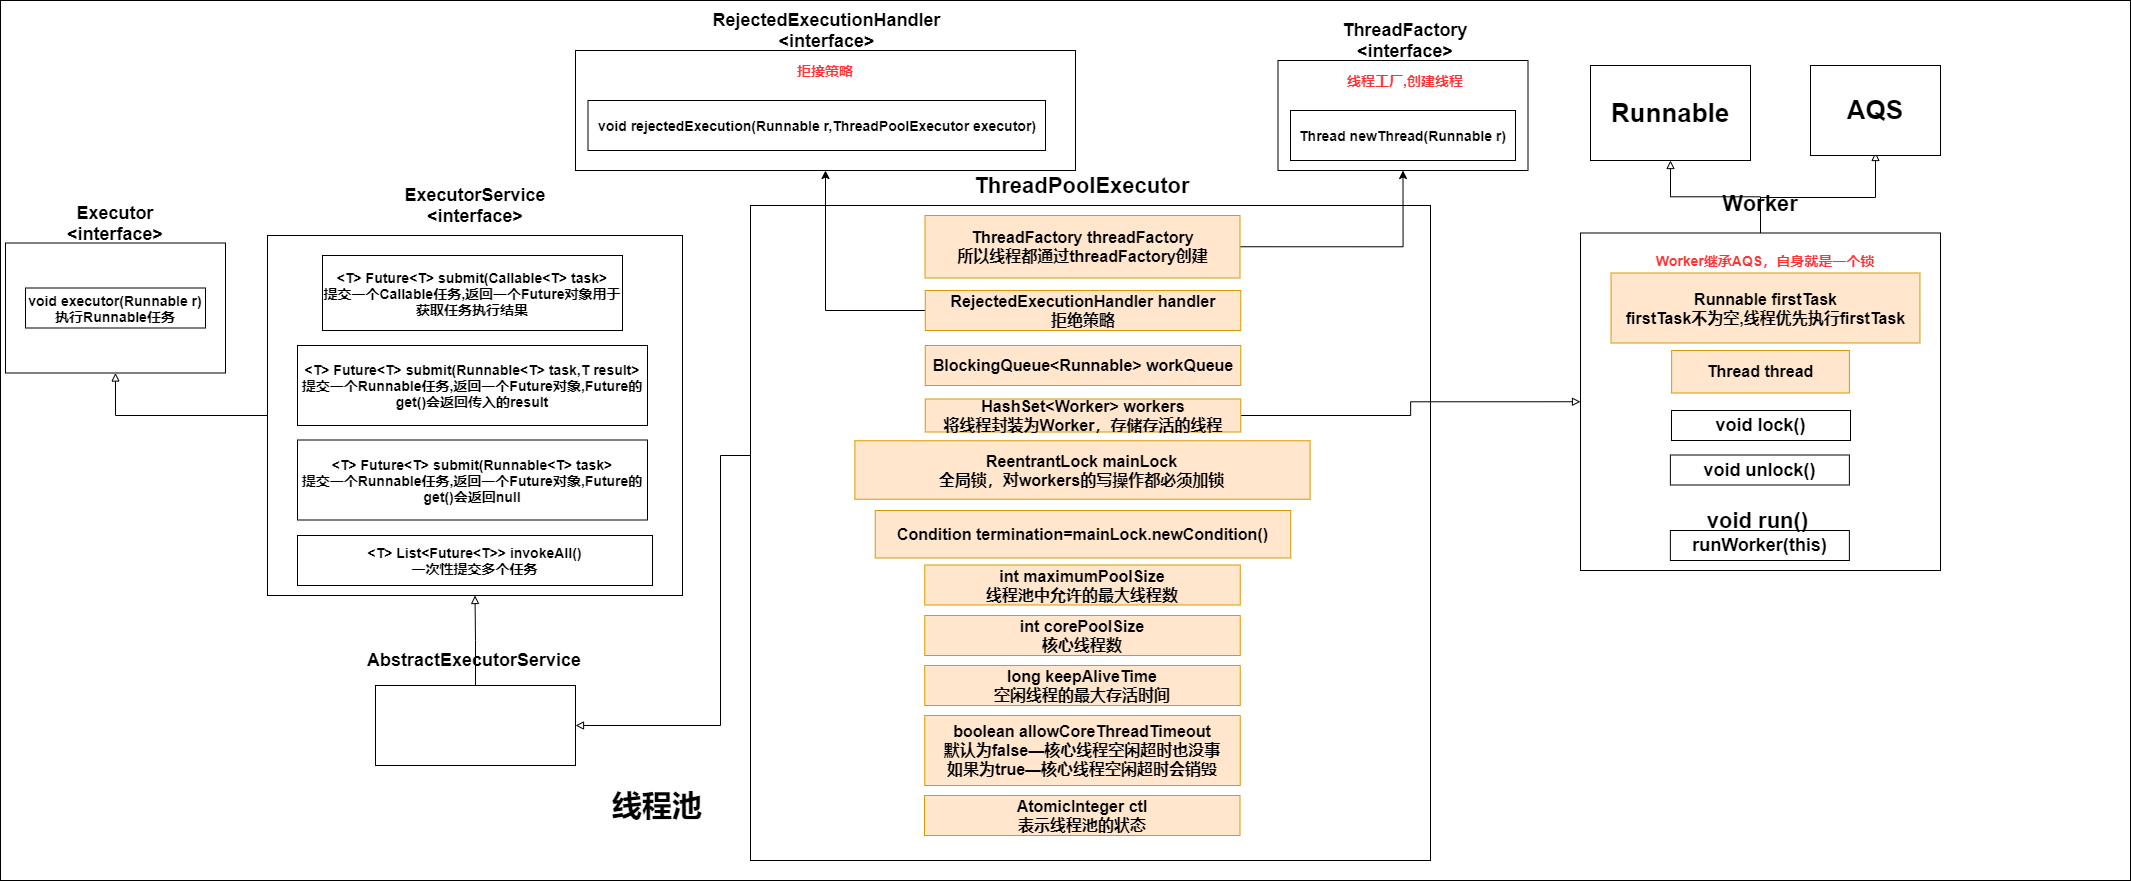 RejectedExecutionHandler
<interface>
拒接策略
void rejectedExecution(Runnable r,ThreadPoolExecutor executor)
ThreadFactory
<interface>
线程工厂,创建线程
Thread newThread(Runnable r)
Runnable
AQS
Executor
<interface>
void executor(Runnable r)
执行Runnable任务
ExecutorService
<interface>
<T> Future<T> submit(Callable<T> task>
提交一个Callable任务,返回一个Future对象用于
获取任务执行结果
<T> Future<T> submit(Runnable<T> task,T result>
提交一个Runnable任务,返回一个Future对象,Future的
get()会返回传入的result
<T> Future<T> submit(Runnable<T> task>
提交一个Runnable任务,返回一个Future对象,Future的
get()会返回null
<T> List<Future<T>> invokeAll()
一次性提交多个任务
AbstractExecutorService
线程池
ThreadPoolExecutor
ThreadFactory threadFactory
所以线程都通过threadFactory创建
RejectedExecutionHandler handler
拒绝策略
BlockingQueue<Runnable> workQueue
HashSet<Worker> workers
将线程封装为Worker，存储存活的线程
ReentrantLock mainLock
全局锁，对workers的写操作都必须加锁
Condition termination=mainLock.newCondition()
int maximumPoolSize
线程池中允许的最大线程数
int corePoolSize
核心线程数
long keepAliveTime
空闲线程的最大存活时间
boolean allowCoreThreadTimeout
默认为false—核心线程空闲超时也没事
如果为true—核心线程空闲超时会销毁
AtomicInteger ctl
表示线程池的状态
Worker
Worker继承AQS，自身就是一个锁
Runnable firstTask
firstTask不为空,线程优先执行firstTask
Thread thread
void lock()
void unlock()
void run()
runWorker(this)